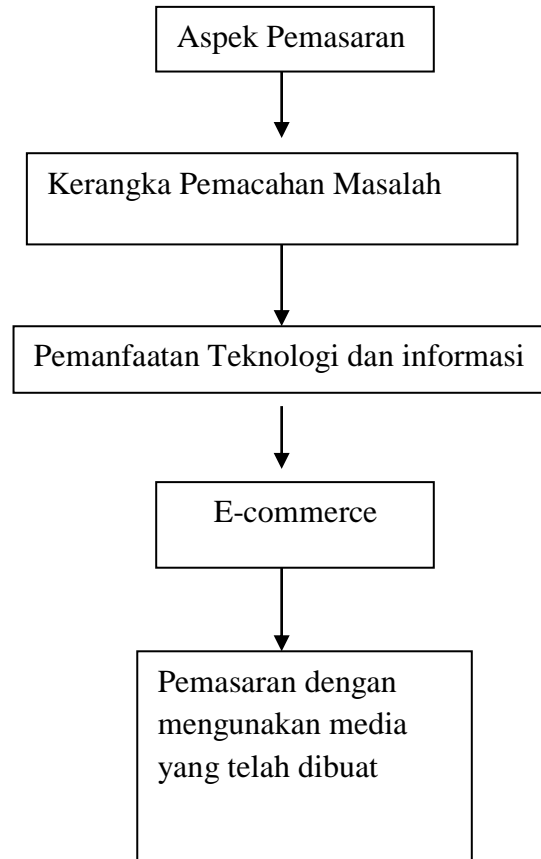 Aspek Pemasaran
Kerangka Pemacahan Masalah
Pemanfaatan Teknologi dan informasi
E-commerce
Pemasaran dengan
mengunakan media
yang telah dibuat